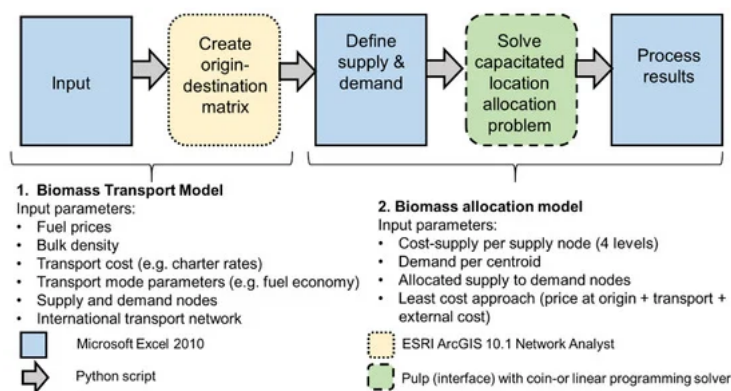 Input
Create
origin-
destination
matrix
Define
supply &
demand
Solve
capacitated
location
allocation
problem
Process
results
1. Biomass Transport Model
Input parameters:
• Fuel prices
• Bulk density
• Transport cost (e.g. charter rates)
• Transport mode parameters (e.g. fuel economy)
• Supply and demand nodes
• International transport network
2. Biomass allocation model
Input parameters:
• Cost-supply per supply node (4 levels)
• Demand per centroid
• Allocated supply to demand nodes
• Least cost approach (price at origin + transport +
external cost)
Microsoft Excel 2010
Python script
ESRI ArcGIS 10.1 Network Analyst
Pulp (interface) with coin-or linear programming solver